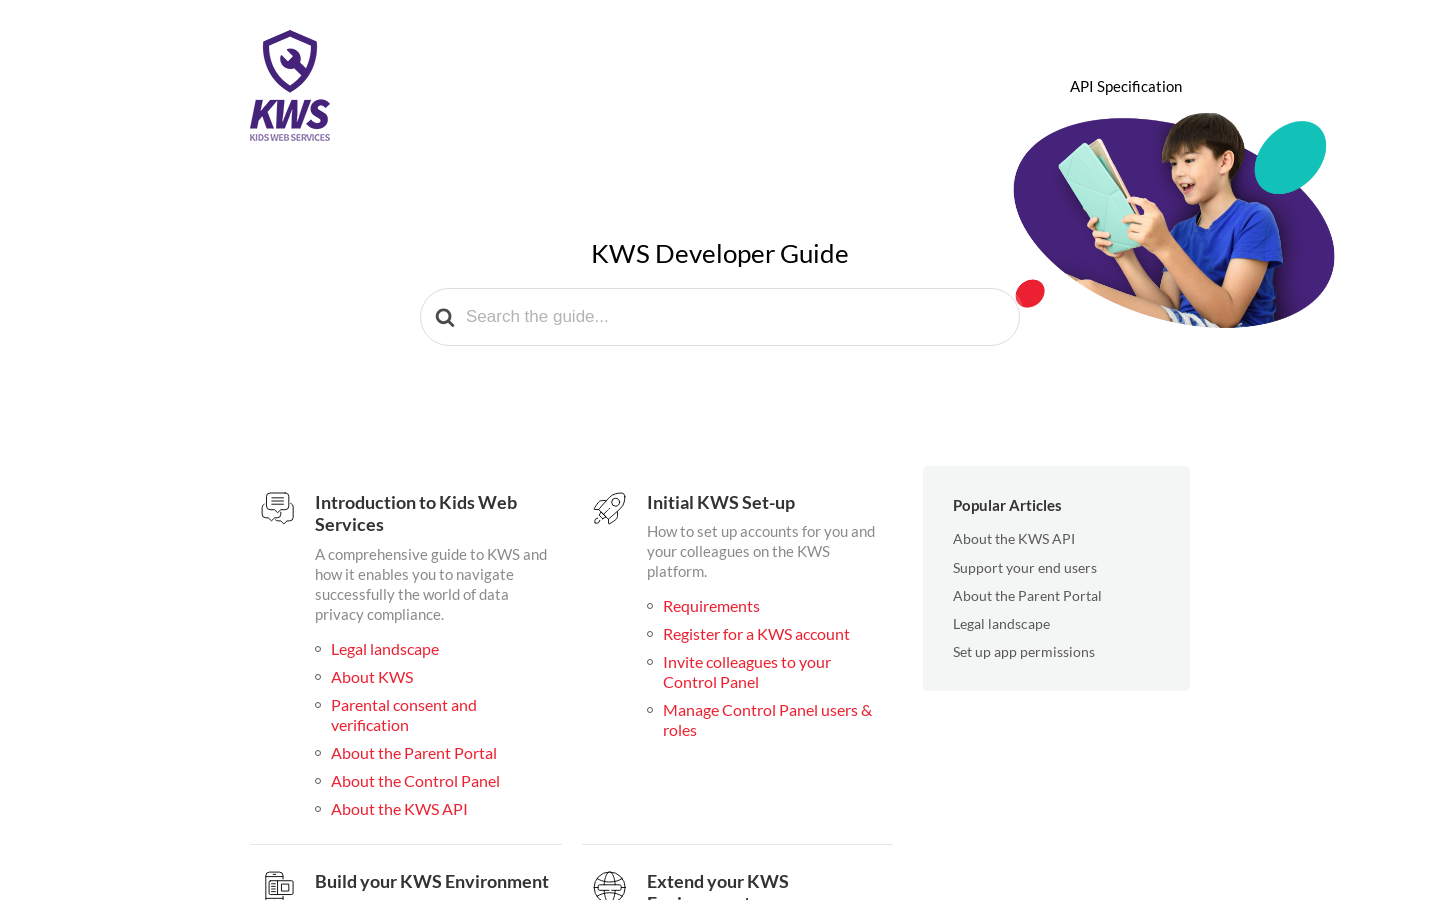 KWS
KIDS WEB SERVICES
API Specification
KWS Developer Guide
Search the guide...
Introduction to Kids Web
Services
A comprehensive guide to KWS and
how it enables you to navigate
successfully the world of data
privacy compliance.
Legal landscape
About KWS
Parental consent and
verification
About the Parent Portal
About the Control Panel
About the KWS API
Initial KWS Set-up
How to set up accounts for you and
your colleagues on the KWS
platform.
Requirements
Register for a KWS account
Invite colleagues to your
Control Panel
Manage Control Panel users &
roles
Popular Articles
About the KWS API
Support your end users
About the Parent Portal
Legal landscape
Set up app permissions
Build your KWS Environment
Extend your KWS